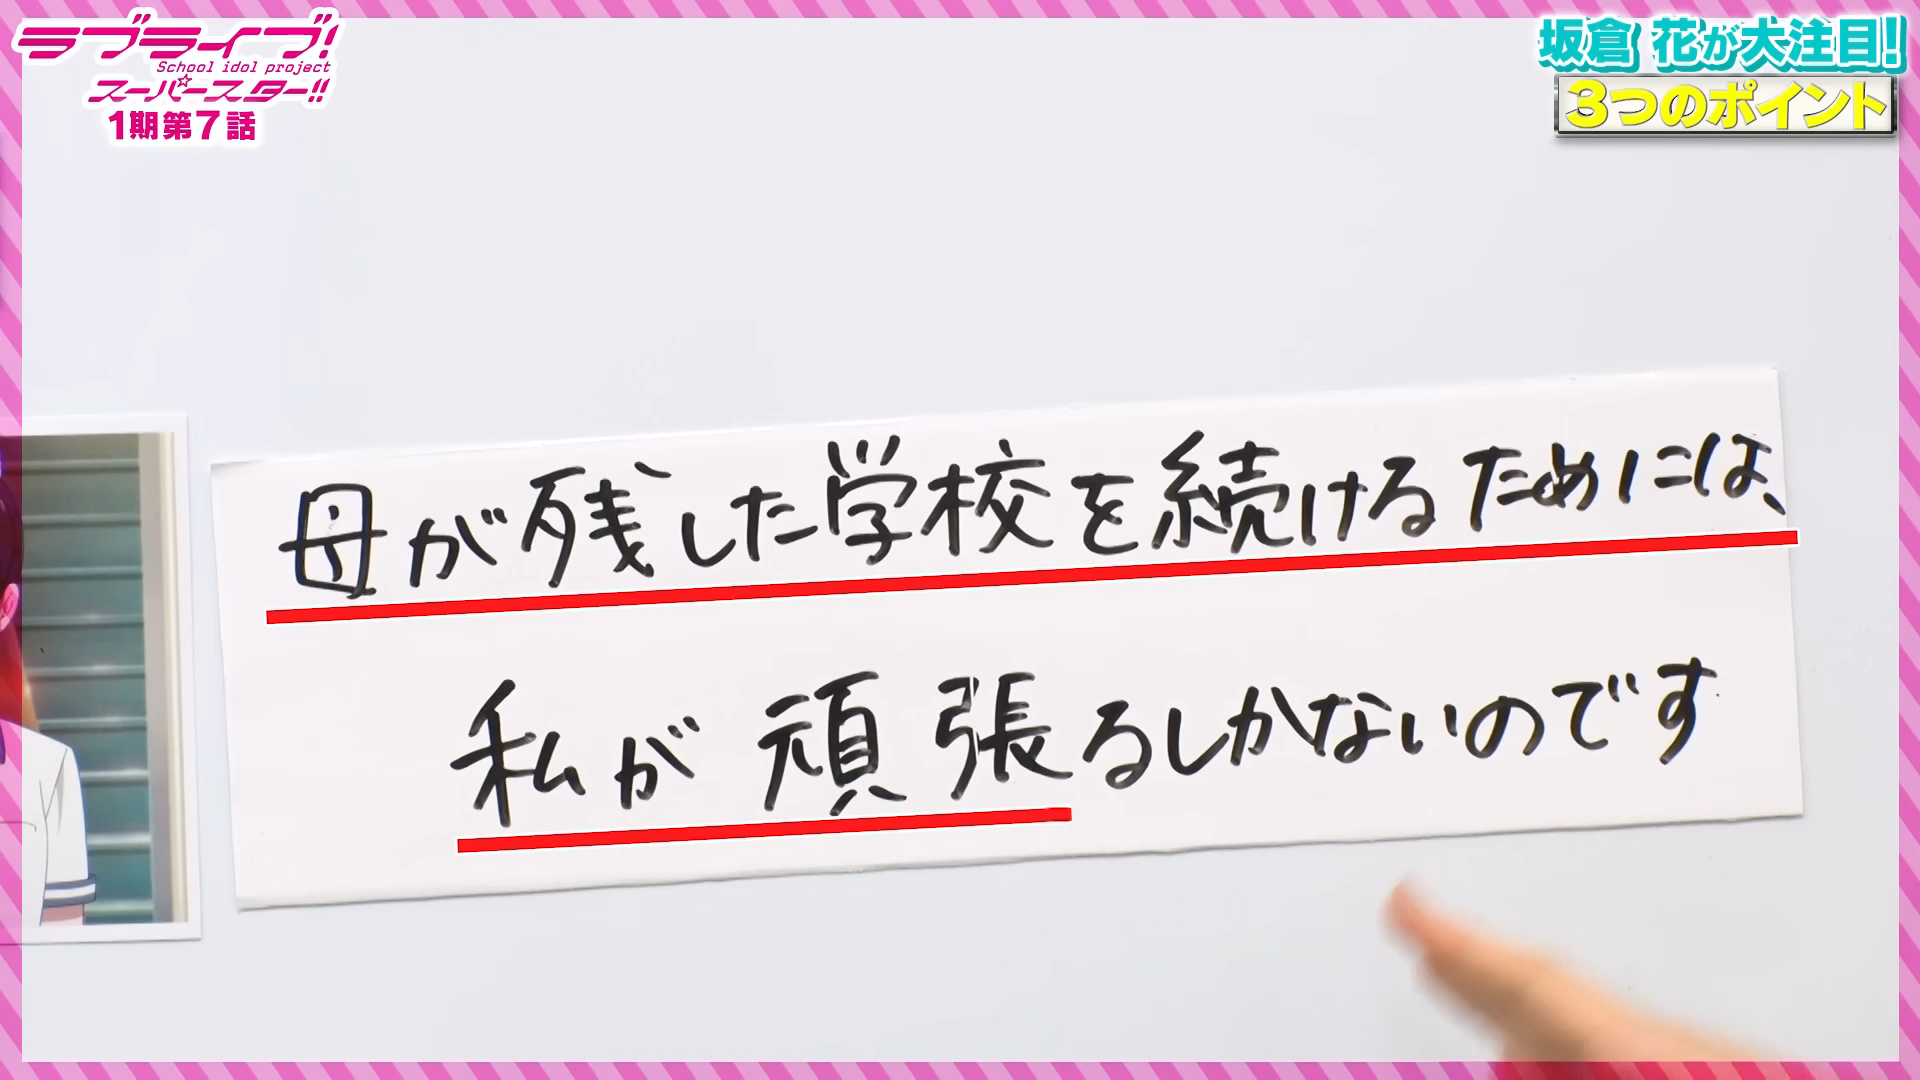 ラブライブ!
School idol project
スーパースター!!
1期第7話
坂倉 花が大注目!
3つのポイント
母が残した学校を続けるためには、
私が頑張るしかないのです